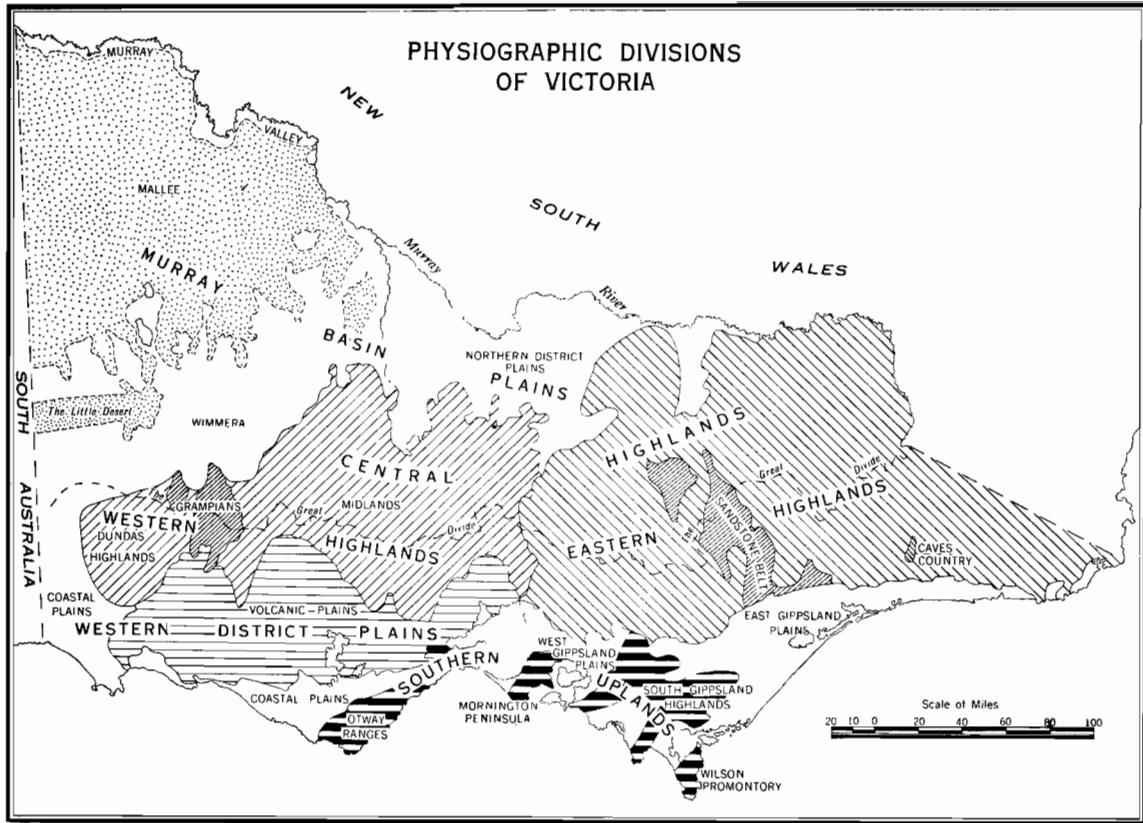 PHYSIOGRAPHIC DIVISIONS
OF VICTORIA
MURRAY
VALLEY
NEW
SOUTH
WALES
MALLEE
MURRAY
BASIN
PLAINS
Murray
River
NORTHERN DISTRICT
PLAINS
SOUTH
AUSTRALIA
The Little Desert
WIMMERA
CENTRAL
HIGHLANDS
MIDLANDS
The
Great
Divide
GRAMPIANS
WESTERN
DUNDAS
HIGHLANDS
HIGHLANDS
EASTERN
HIGHLANDS
The
Great
Divide
SANDSTONE BELT
CAVES
COUNTRY
COASTAL
PLAINS
VOLCANIC-PLAINS
WESTERN DISTRICT PLAINS
EAST GIPPSLAND
PLAINS
SOUTHERN
UPLANDS
WEST
GIPPSLAND
PLAINS
COASTAL PLAINS
OTWAY
RANGES
MORNINGTON
PENINSULA
SOUTH GIPPSLAND
HIGHLANDS
WILSON
PROMONTORY
Scale of Miles
20 10 0 20 40 60 80 100